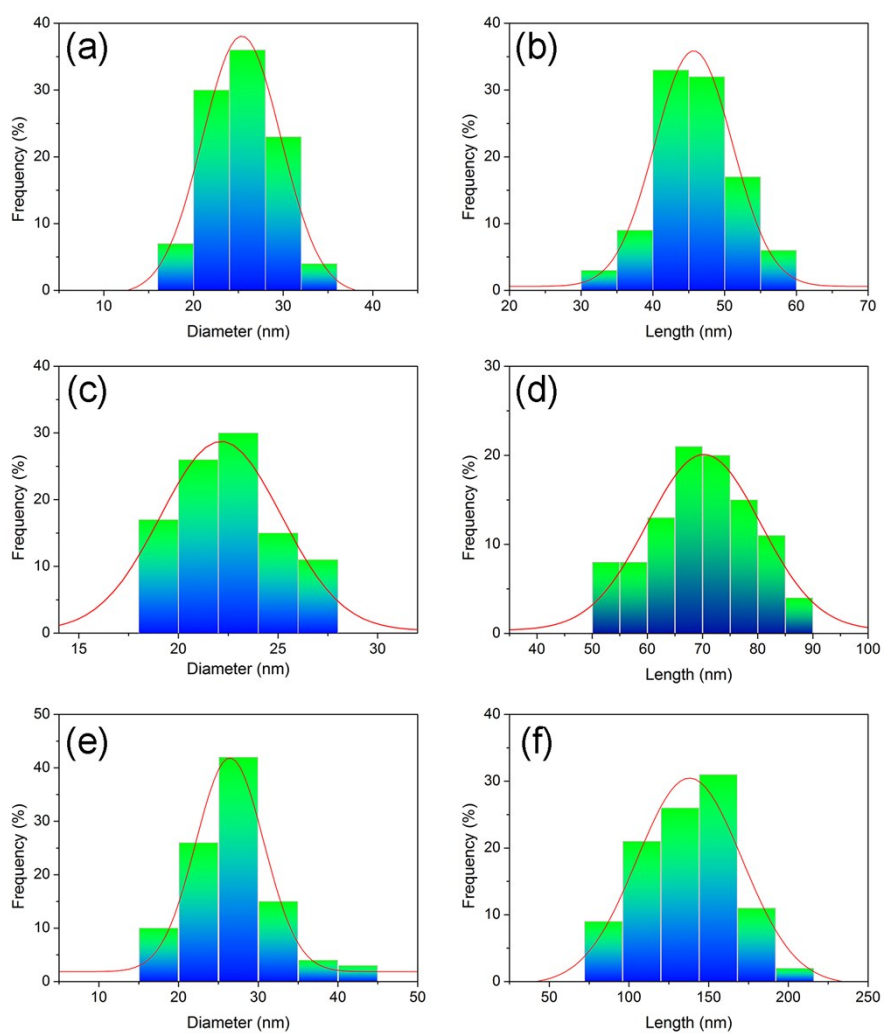 (a)
Frequency (%)
40
30
20
10
0
10 20 30 40
Diameter (nm)
(b)
Frequency (%)
40
30
20
10
0
20 30 40 50 60 70
Length (nm)
(c)
Frequency (%)
40
30
20
10
0
15 20 25 30
Diameter (nm)
(d)
Frequency (%)
30
20
10
0
40 50 60 70 80 90 100
Length (nm)
(e)
Frequency (%)
50
40
30
20
10
0
10 20 30 40 50
Diameter (nm)
(f)
Frequency (%)
40
30
20
10
0
50 100 150 200 250
Length (nm)